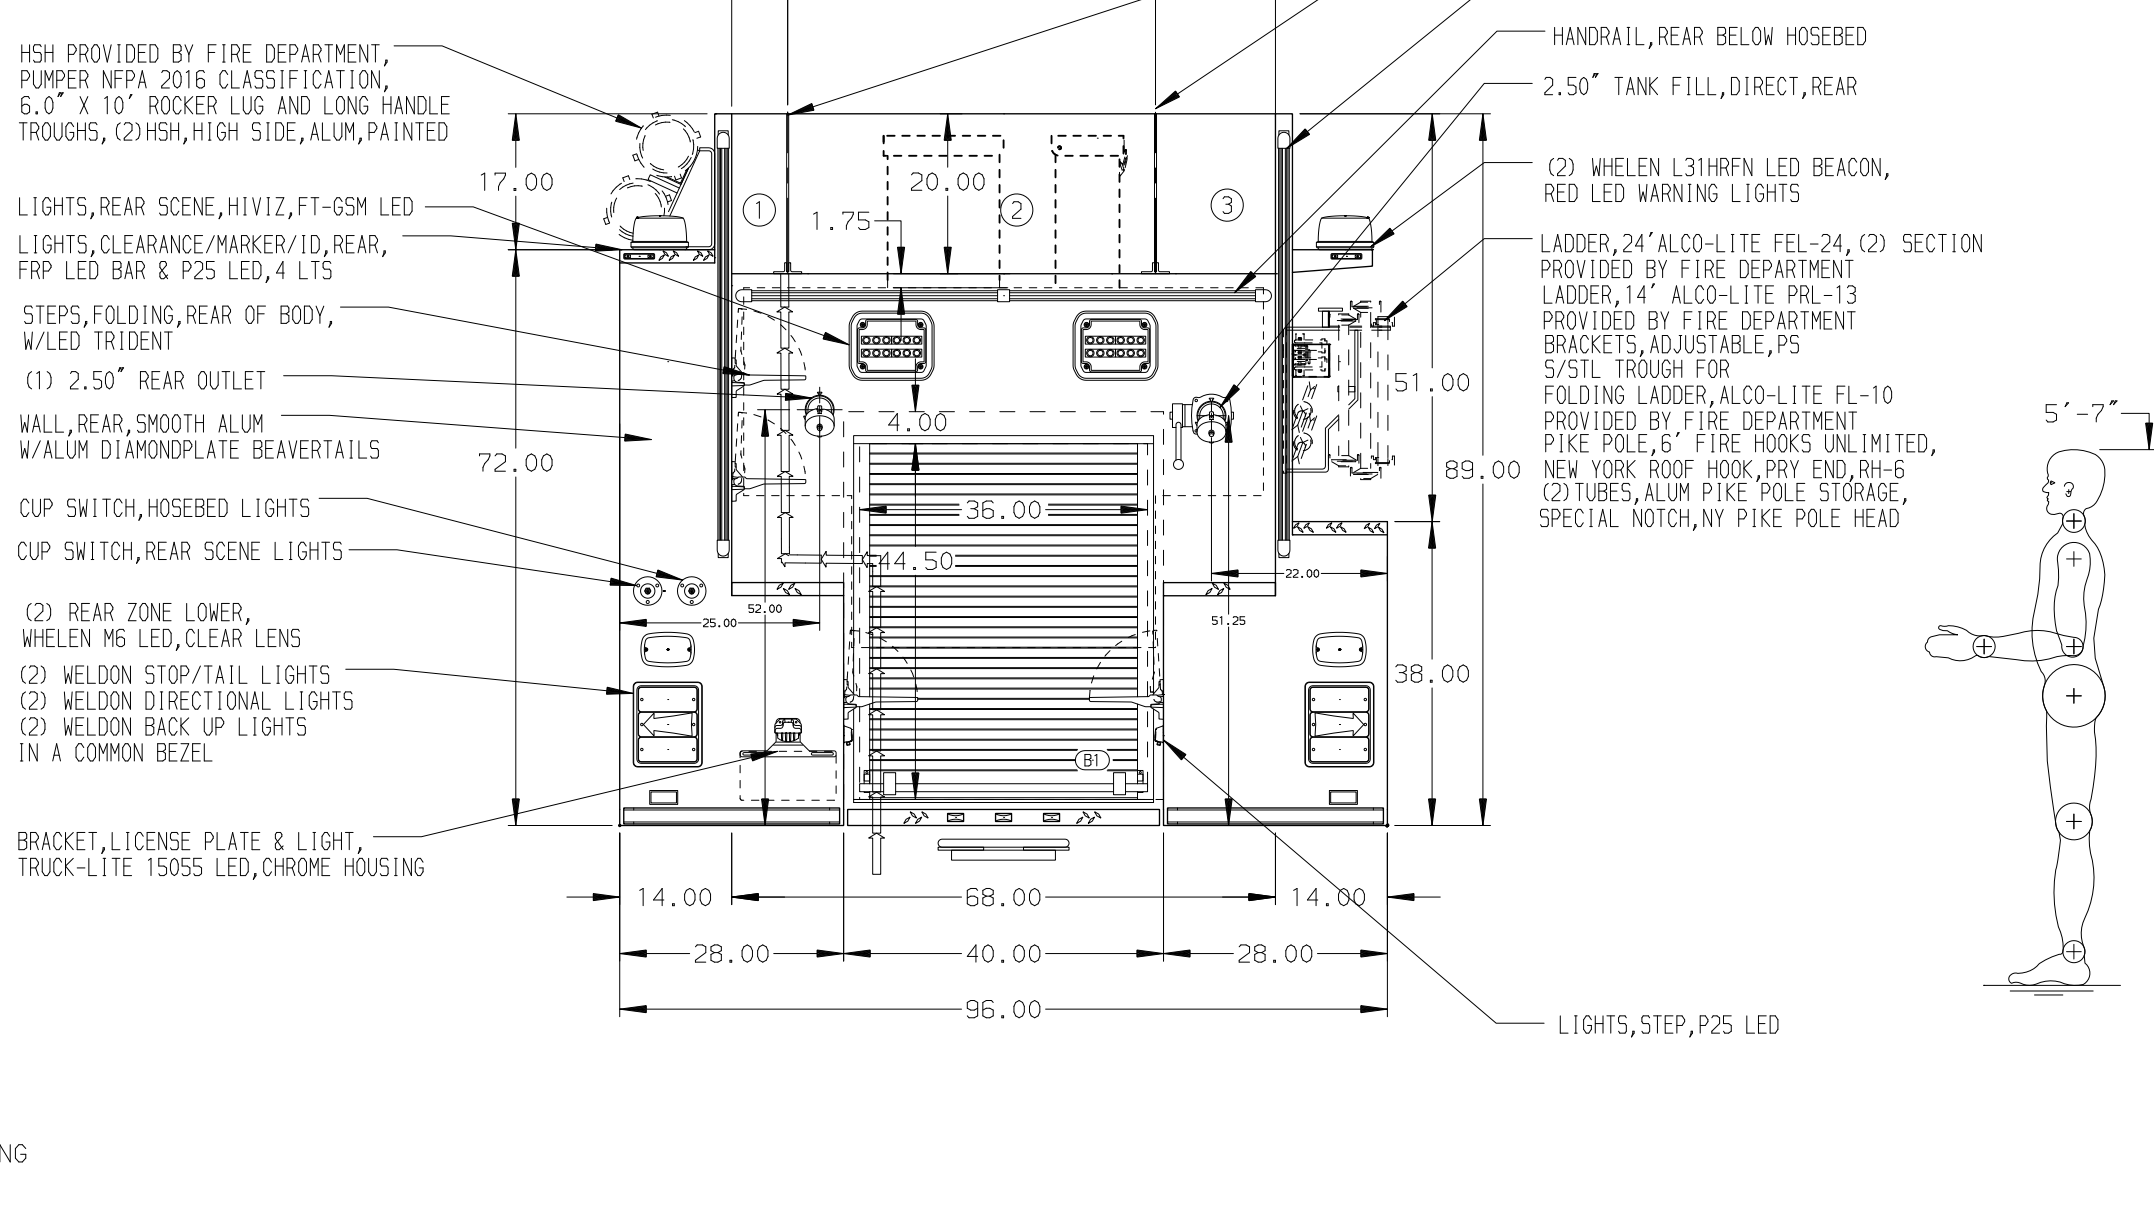 HSH PROVIDED BY FIRE DEPARTMENT,
PUMPER NFPA 2016 CLASSIFICATION,
6.0" X 10' ROCKER LUG AND LONG HANDLE
TROUGHS,(2)HSH,HIGH SIDE,ALUM,PAINTED
LIGHTS,REAR SCENE,HIVIZ,FT-GSM LED
LIGHTS,CLEARANCE/MARKER/ID,REAR,
FRP LED BAR & P25 LED,4 LTS
STEPS,FOLDING,REAR OF BODY,
W/LED TRIDENT
(1) 2.50" REAR OUTLET
WALL,REAR,SMOOTH ALUM
W/ALUM DIAMONDPLATE BEAVERTAILS
CUP SWITCH,HOSEBED LIGHTS
CUP SWITCH,REAR SCENE LIGHTS
(2) REAR ZONE LOWER,
WHELEN M6 LED,CLEAR LENS
(2) WELDON STOP/TAIL LIGHTS
(2) WELDON DIRECTIONAL LIGHTS
(2) WELDON BACK UP LIGHTS
IN A COMMON BEZEL
BRACKET,LICENSE PLATE & LIGHT,
TRUCK-LITE 15055 LED,CHROME HOUSING
NG
17.00
72.00
1
2
3
20.00
1.75
4.00
36.00
44.50
52.00
25.00
22.00
51.25
B1
51.00
89.00
38.00
14.00
68.00
14.00
28.00
40.00
28.00
96.00
HANDRAIL,REAR BELOW HOSEBED
2.50" TANK FILL,DIRECT,REAR
(2) WHELEN L31HRFN LED BEACON,
RED LED WARNING LIGHTS
LADDER,24'ALCO-LITE FEL-24,(2) SECTION
PROVIDED BY FIRE DEPARTMENT
LADDER,14' ALCO-LITE PRL-13
PROVIDED BY FIRE DEPARTMENT
BRACKETS,ADJUSTABLE,PS
S/STL TROUGH FOR
FOLDING LADDER,ALCO-LITE FL-10
PROVIDED BY FIRE DEPARTMENT
PIKE POLE,6' FIRE HOOKS UNLIMITED,
NEW YORK ROOF HOOK,PRY END,RH-6
(2)TUBES,ALUM PIKE POLE STORAGE,
SPECIAL NOTCH,NY PIKE POLE HEAD
5'-7"
LIGHTS,STEP,P25 LED